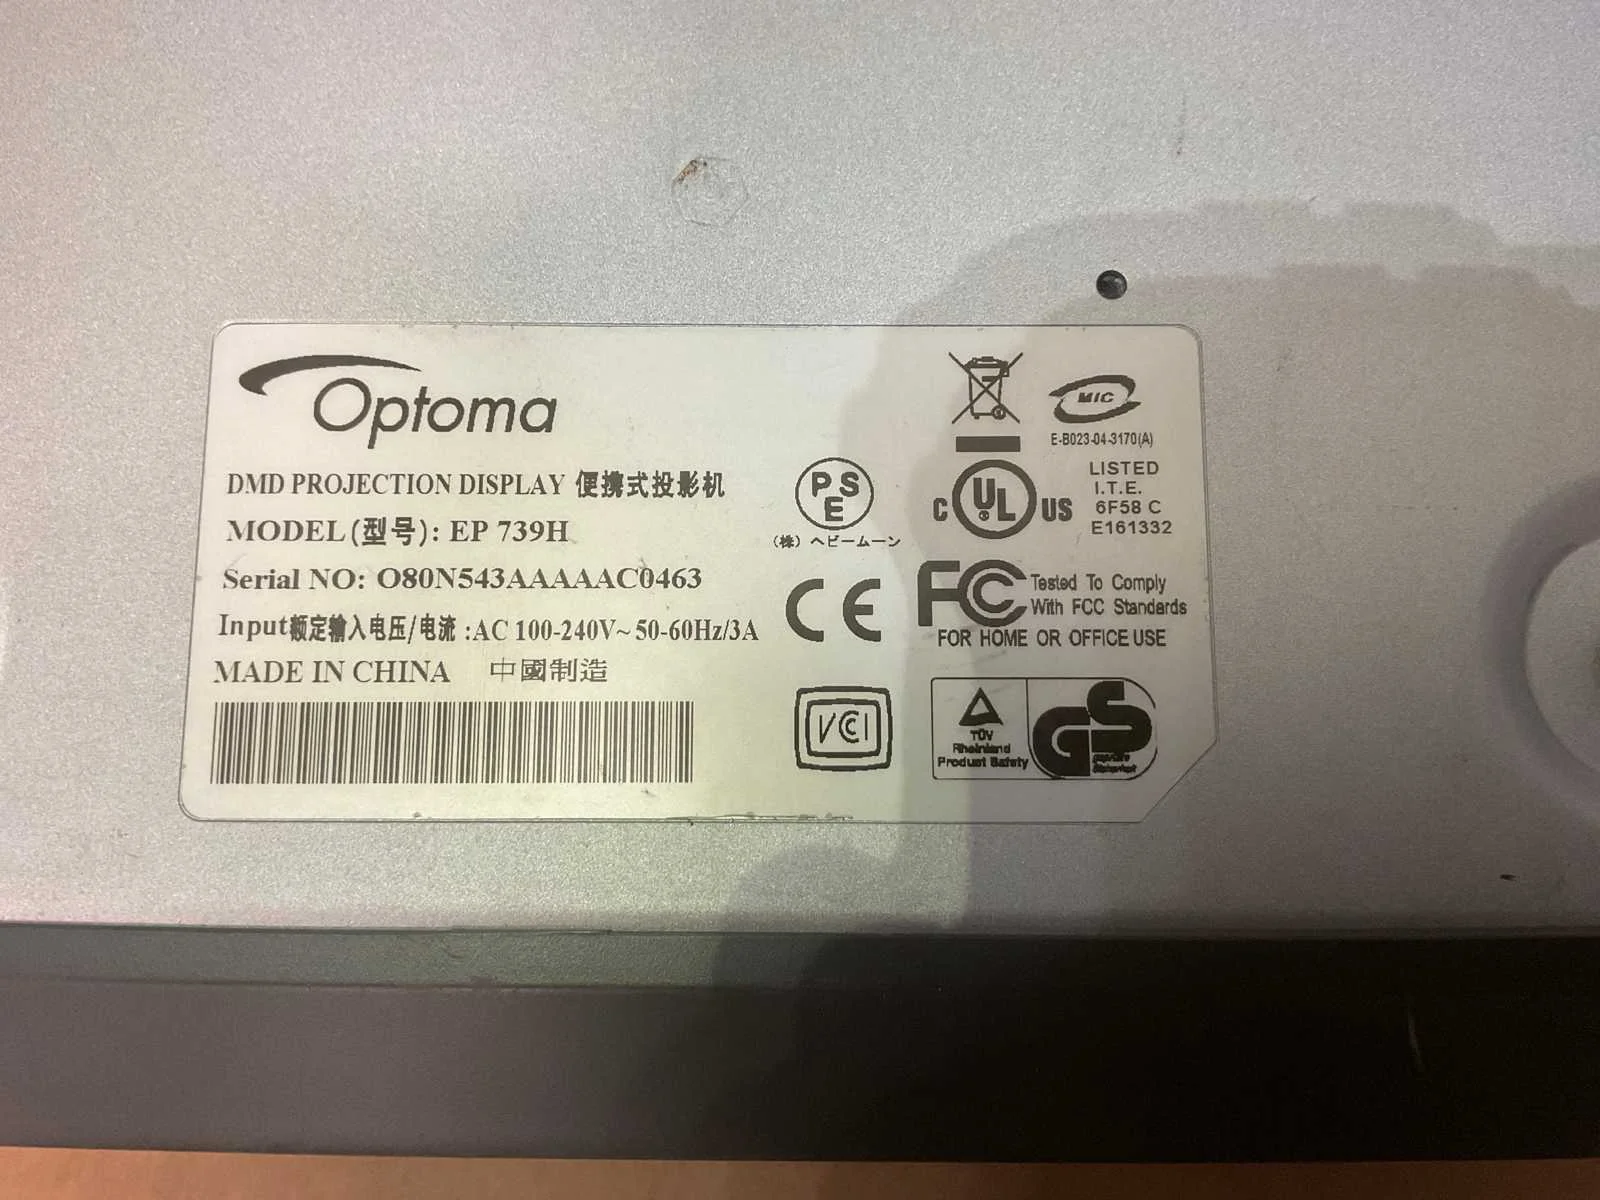 Optoma
DMD PROJECTION DISPLAY 便携式投影机
MODEL(型号): EP 739H
Serial NO: O80N543AAAAAC0463
Input额定输入电压/电流 :AC 100-240V~ 50-60Hz/3A
MADE IN CHINA 中國制造
PSE
(株) ヘビームーン
CE
VCCI
MIC
E-B023-04-3170(A)
C UL US
LISTED
I.T.E.
6F58 C
E161332
FCC
Tested To Comply
With FCC Standards
FOR HOME OR OFFICE USE
TÜV
Rheinland
Product Safety
GS
geprüfte
Sicherheit